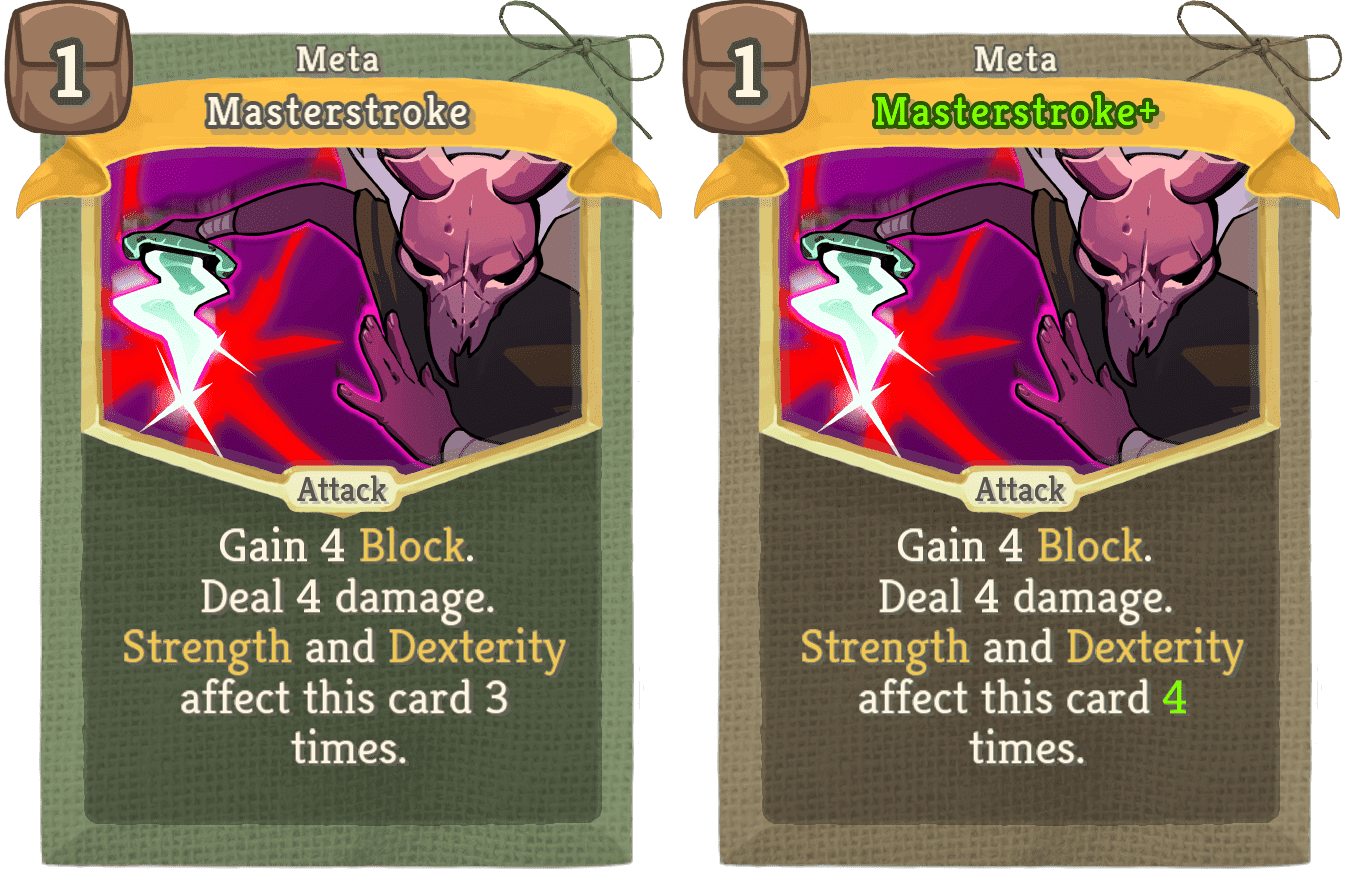 1
Meta
Masterstroke
Attack
Gain 4 Block.
Deal 4 damage.
Strength and Dexterity
affect this card 3
times.
1
Meta
Masterstroke+
Attack
Gain 4 Block.
Deal 4 damage.
Strength and Dexterity
affect this card 4
times.